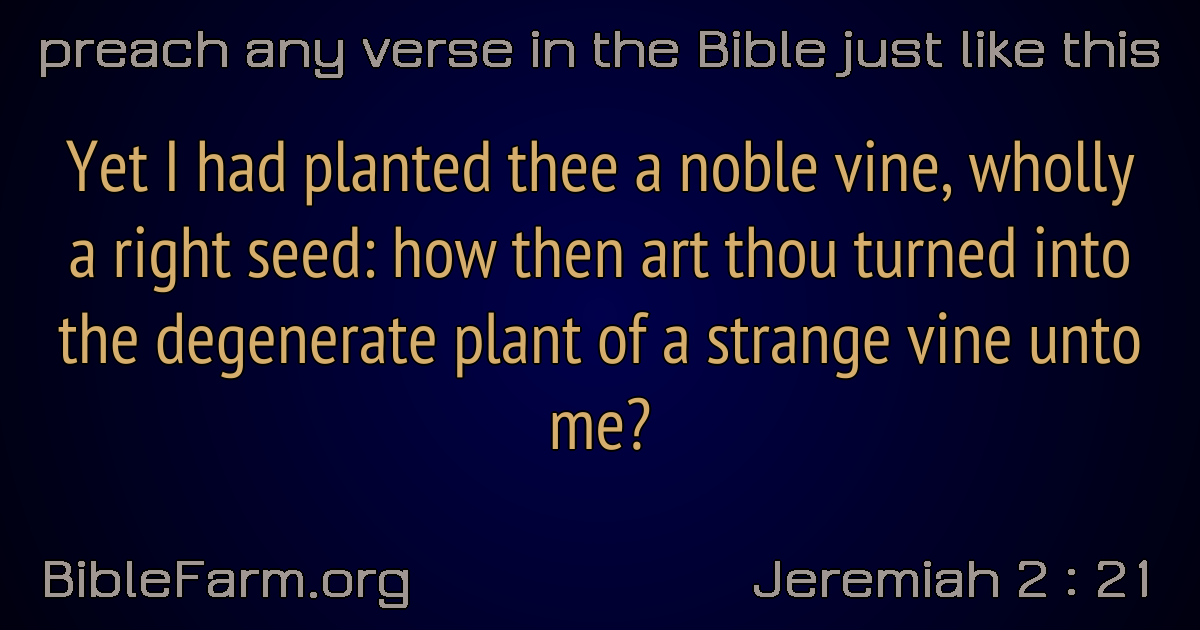 preach any verse in the Bible just like this
Yet I had planted thee a noble vine, wholly
a right seed: how then art thou turned into
the degenerate plant of a strange vine unto
me?
BibleFarm.org
Jeremiah 2 : 21